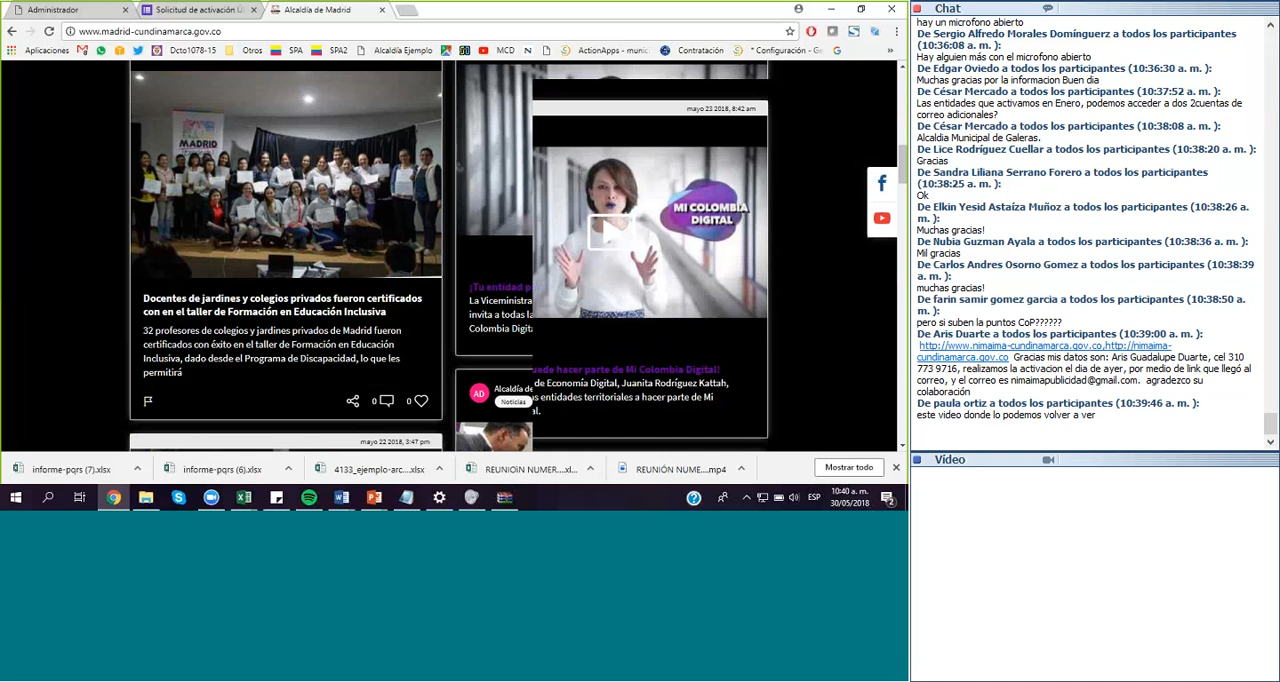 Administrador
Solicitud de activación U
Alcaldía de Madrid
www.madrid-cundinamarca.gov.co
Aplicaciones
Dcto1078-15
Otros
SPA
SPA2
Alcaldía Ejemplo
MCD
ActionApps - munic
Contratación
* Configuración - Ge
»
MADRID
Docentes de jardines y colegios privados fueron certificados
con en el taller de Formación en Educación Inclusiva
32 profesores de colegios y jardines privados de Madrid fueron
certificados con éxito en el taller de Formación en Educación
Inclusiva, dado desde el Programa de Discapacidad, lo que les
permitirá
0
0
mayo 22 2018, 3:47 pm
¡Tu entidad p
La Viceministra
invita a todas la
Colombia Digita
AD
Alcaldía de
Noticias
mayo 23 2018, 8:42 am
MI COLOMBIA
DIGITAL
uede hacer parte de Mi Colombia Digital!
de Economía Digital, Juanita Rodríguez Kattah,
as entidades territoriales a hacer parte de Mi
al.
informe-pqrs (7).xlsx
informe-pqrs (6).xlsx
4133_ejemplo-arc....xlsx
REUNIOìN NUMER....xl...
REUNIÓN NUME....mp4
Mostrar todo
ESP
10:40 a. m.
30/05/2018
2
Chat
hay un microfono abierto
De Sergio Alfredo Morales Domínguerz a todos los participantes
(10:36:08 a. m. ):
Hay alguien más con el microfono abierto
De Edgar Oviedo a todos los participantes (10:36:30 a. m. ):
Muchas gracias por la informacion Buen dia
De César Mercado a todos los participantes (10:37:52 a. m. ):
Las entidades que activamos en Enero, podemos acceder a dos 2cuentas de
correo adicionales?
De César Mercado a todos los participantes (10:38:08 a. m. ):
Alcaldia Municipal de Galeras.
De Lice Rodríguez Cuellar a todos los participantes (10:38:20 a. m. ):
Gracias
De Sandra Liliana Serrano Forero a todos los participantes
(10:38:25 a. m. ):
Ok
De Elkin Yesid Astaíza Muñoz a todos los participantes (10:38:26 a.
m. ):
Muchas gracias!
De Nubia Guzman Ayala a todos los participantes (10:38:36 a. m. ):
Mil gracias
De Carlos Andres Osorno Gomez a todos los participantes (10:38:39
a. m. ):
muchas gracias!
De farin samir gomez garcia a todos los participantes (10:38:50 a.
m. ):
pero si suben la puntos CoP??????
De Aris Duarte a todos los participantes (10:39:00 a. m. ):
http://www.nimaima-cundinamarca.gov.co,http://nimaima-
cundinamarca.gov.co Gracias mis datos son: Aris Guadalupe Duarte, cel 310
773 9716, realizamos la activacion el dia de ayer, por medio de link que llegó al
correo, y el correo es nimaimapublicidad@gmail.com. agradezco su
colaboración
De paula ortiz a todos los participantes (10:39:46 a. m. ):
este video donde lo podemos volver a ver
Vídeo